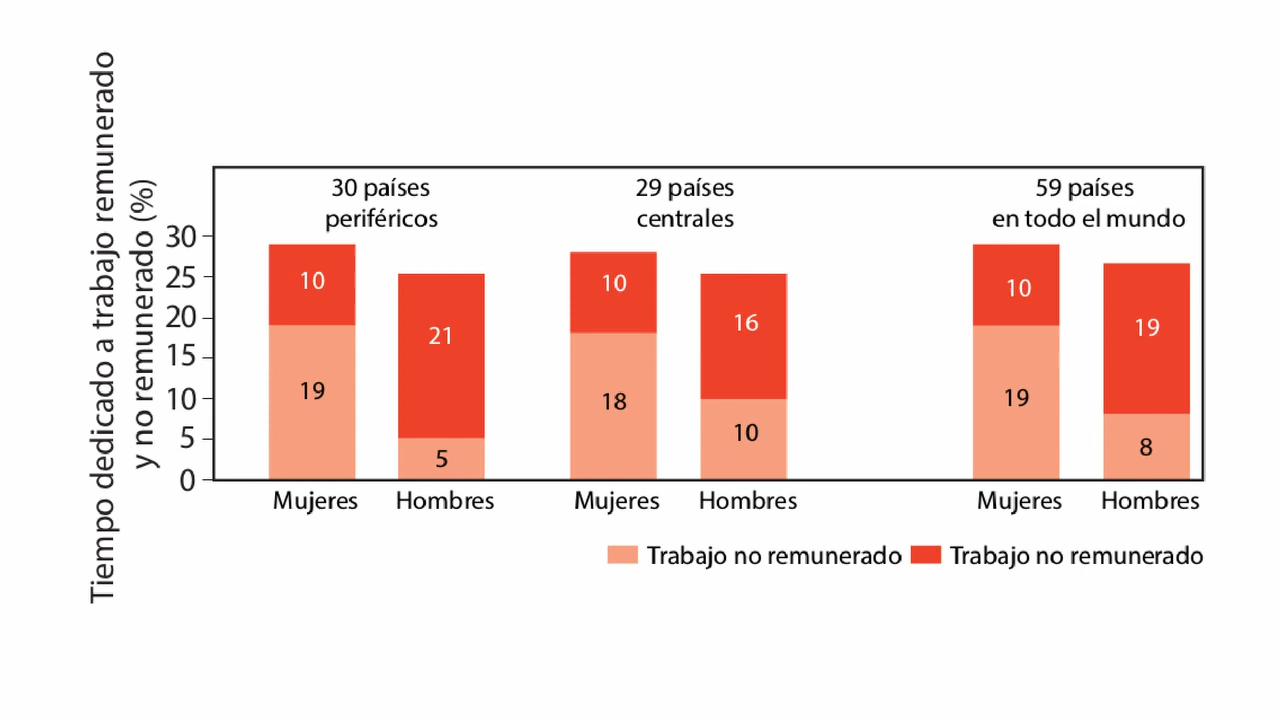 Tiempo dedicado a trabajo remunerado
y no remunerado (%)
30 países
periféricos
29 países
centrales
59 países
en todo el mundo
30
25
20
15
10
5
0
10
19
21
5
10
18
16
10
10
19
19
8
Mujeres
Hombres
Mujeres
Hombres
Mujeres
Hombres
Trabajo no remunerado
Trabajo no remunerado